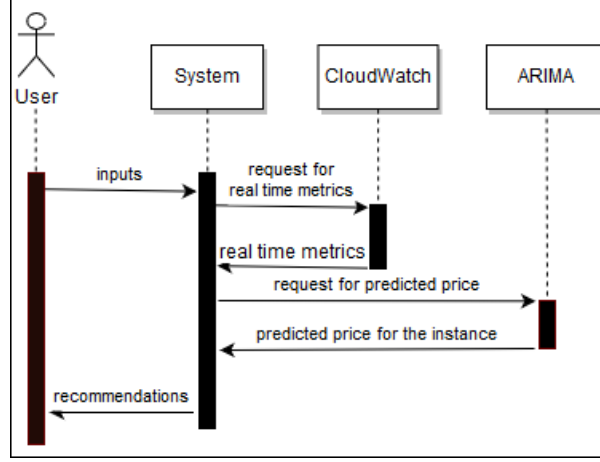 User
System
CloudWatch
ARIMA
inputs
request for
real time metrics
real time metrics
request for predicted price
predicted price for the instance
recommendations